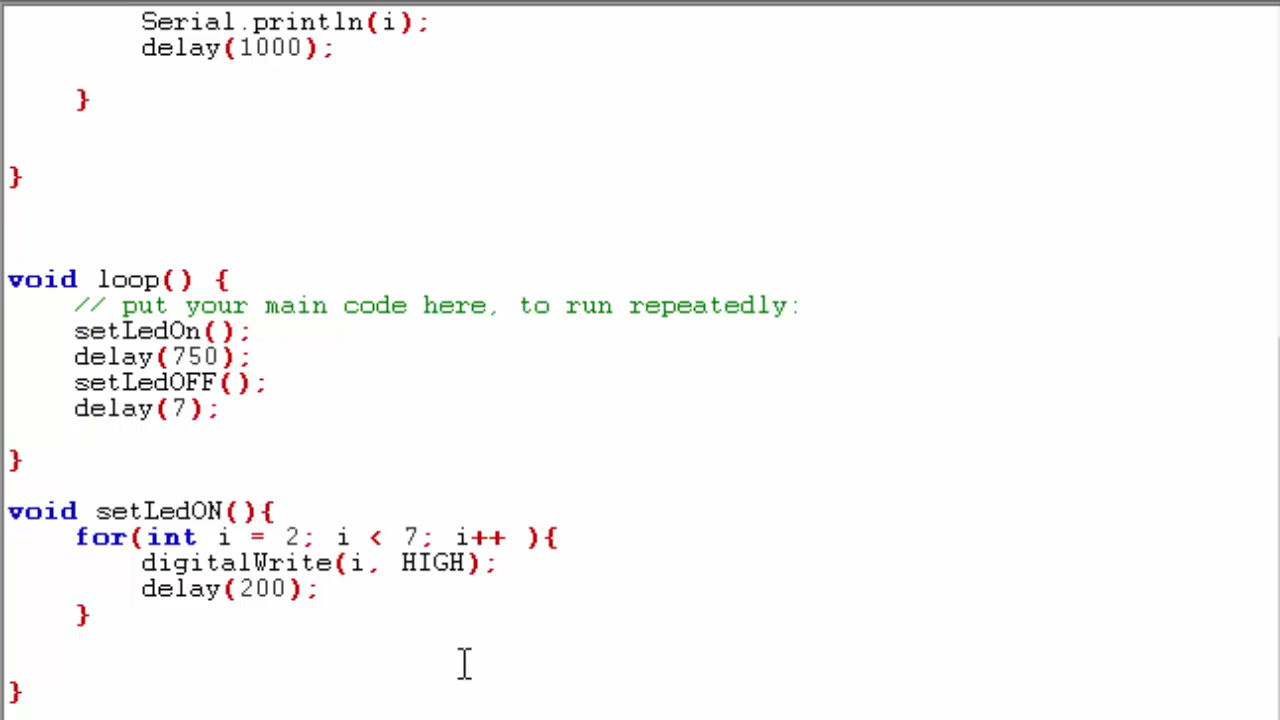 Serial.println(i);
delay(1000);
}
}
void loop() {
// put your main code here, to run repeatedly:
setLedOn();
delay(750);
setLedOFF();
delay(7);
}
void setLedON(){
for(int i = 2; i < 7; i++ ){
digitalWrite(i, HIGH);
delay(200);
}
}